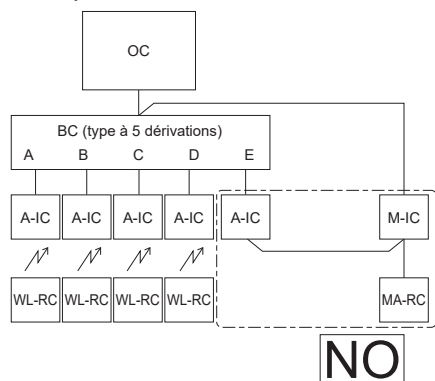 OC
BC (type à 5 dérivations)
A B C D E
A-IC A-IC A-IC A-IC A-IC M-IC
WL-RC WL-RC WL-RC WL-RC MA-RC
NO